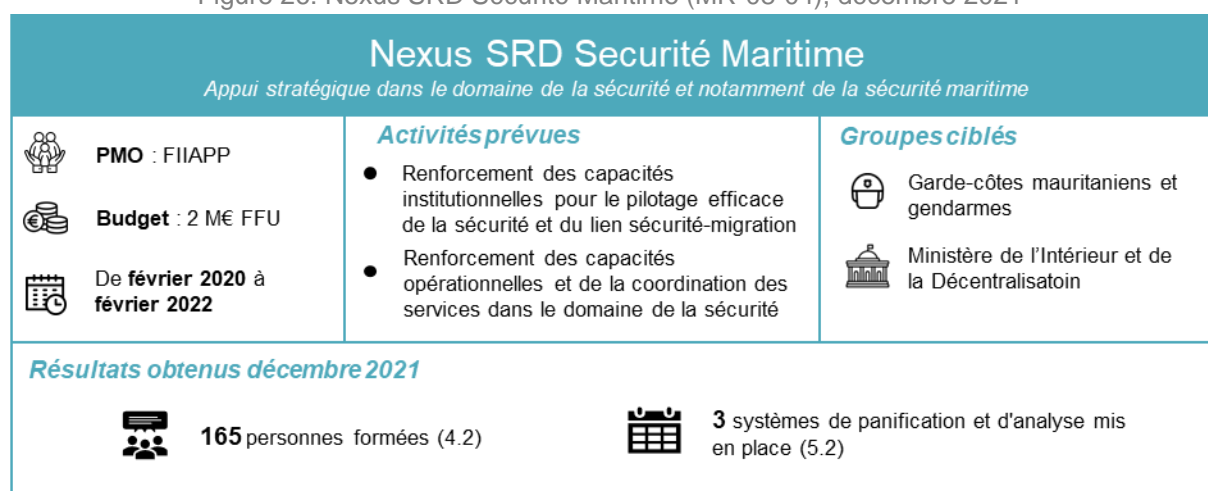 Nexus SRD Securité Maritime
Appui stratégique dans le domaine de la sécurité et notamment de la sécurité maritime
PMO : FIIAPP
Budget : 2 M€ FFU
De février 2020 à
février 2022
Activités prévues
● Renforcement des capacités
institutionnelles pour le pilotage efficace
de la sécurité et du lien sécurité-migration
● Renforcement des capacités
opérationnelles et de la coordination des
services dans le domaine de la sécurité
Groupes ciblés
Garde-côtes mauritaniens et
gendarmes
Ministère de l'Intérieur et de
la Décentralisatoin
Résultats obtenus décembre 2021
165 personnes formées (4.2)
3 systèmes de panification et d'analyse mis
en place (5.2)